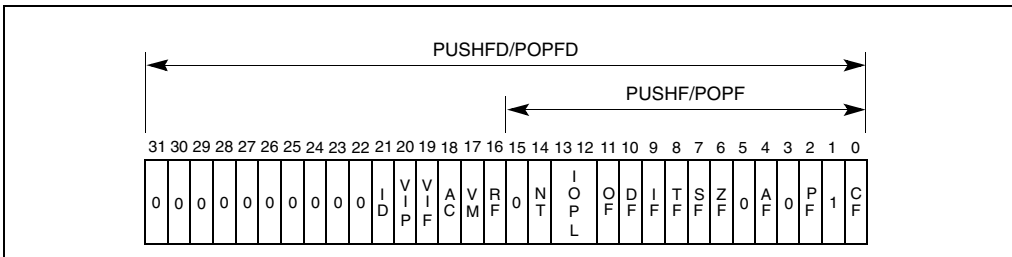 PUSHFD/POPFD
PUSHF/POPF
31 30 29 28 27 26 25 24 23 22 21 20 19 18 17 16 15 14 13 12 11 10 9 8 7 6 5 4 3 2 1 0
0 0 0 0 0 0 0 0 0 0 ID VIP VIF AC VM RF 0 NT IOPL OF DF IF TF SF ZF 0 AF 0 PF 1 CF